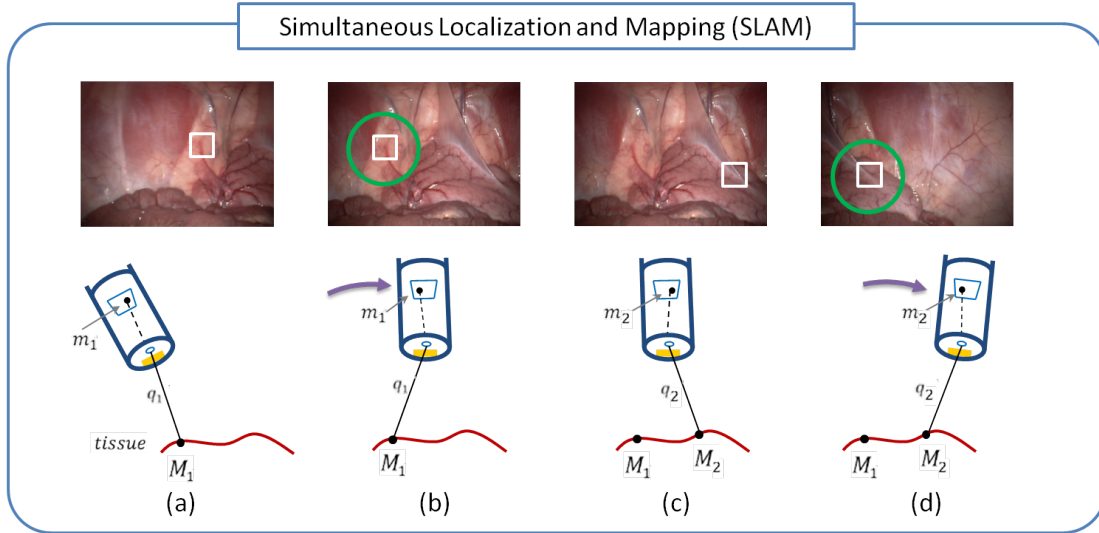 Simultaneous Localization and Mapping (SLAM)
m₁
m₁
m₂
m₂
q₁
q₁
q₂
q₂
tissue
M₁
M₁
M₁
M₂
M₁
M₂
(a)
(b)
(c)
(d)